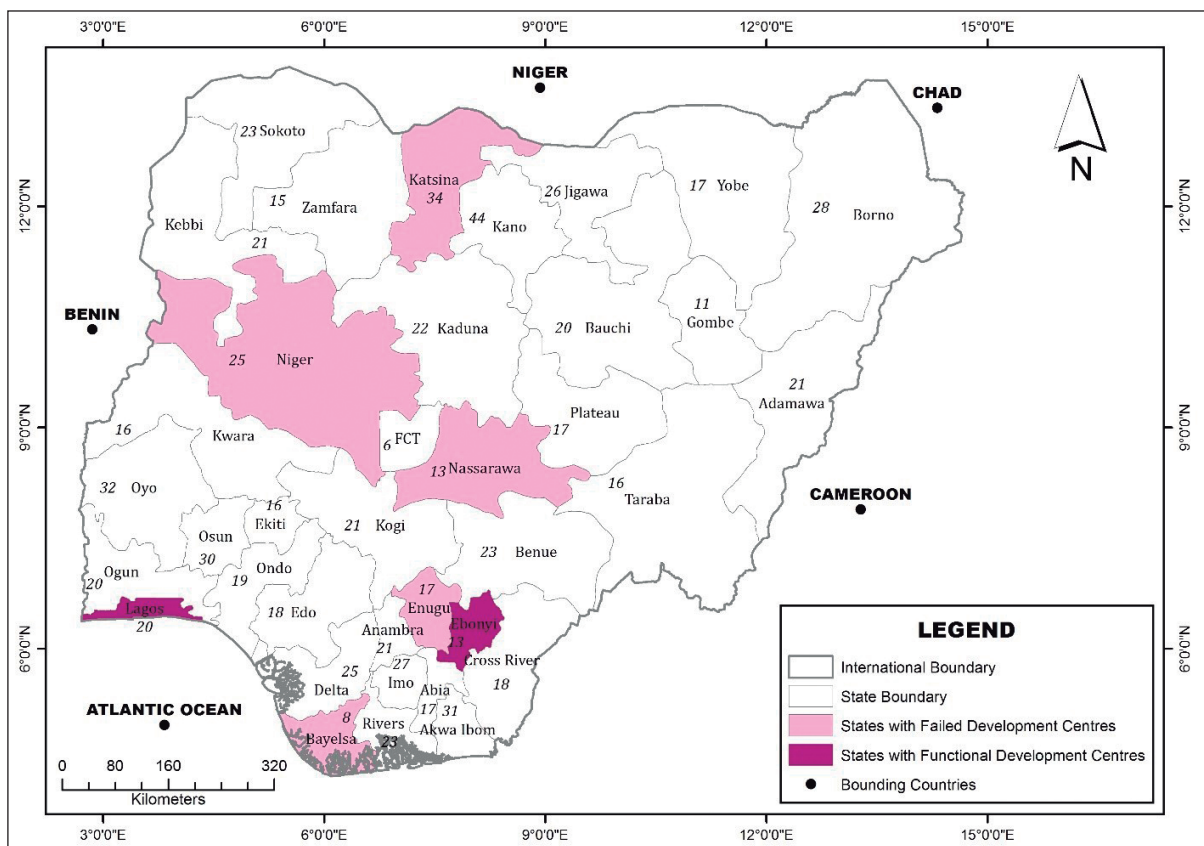 3°0'0"E 6°0'0"E 9°0'0"E 12°0'0"E 15°0'0"E
NIGER
CHAD
N
23 Sokoto
Katsina
34
26 Jigawa
17 Yobe
15 Zamfara
44 Kano
28 Borno
12°0'0"N 12°0'0"N
Kebbi
21
BENIN
22 Kaduna
20 Bauchi
11
Gombe
25 Niger
21
Adamawa
Plateau
17
9°0'0"N 9°0'0"N
16
Kwara
6 FCT
13 Nassarawa
32 Oyo
16
Taraba
CAMEROON
16
Ekiti
21 Kogi
Osun
30
23 Benue
Ogun
20
Ondo
19
17
Enugu
Lagos
20
18 Edo
Ebonyi
13
Anambra
21
6°0'0"N 6°0'0"N
Cross River
18
27
Imo
25
Delta
Abia
17
31
Akwa Ibom
8
Bayelsa
Rivers
23
ATLANTIC OCEAN
0 80 160 320
Kilometers
LEGEND
International Boundary
State Boundary
States with Failed Development Centres
States with Functional Development Centres
Bounding Countries
3°0'0"E 6°0'0"E 9°0'0"E 12°0'0"E 15°0'0"E